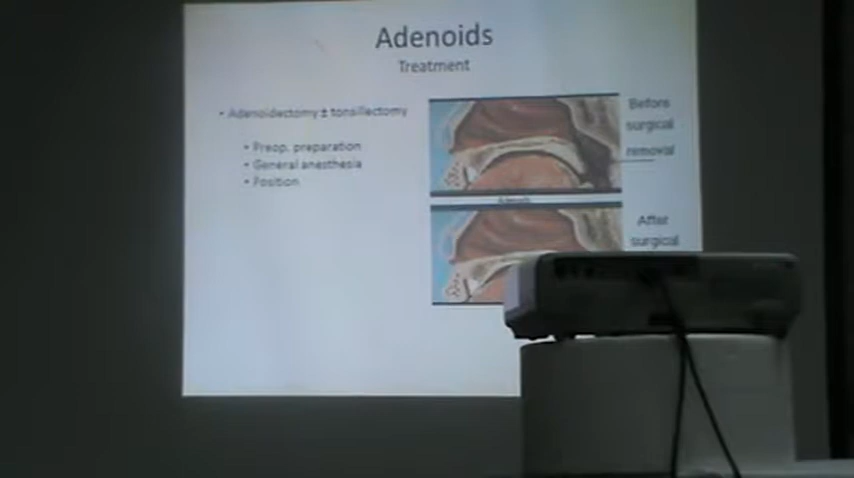 Adenoids
Treatment
• Adenoidectomy ± tonsillectomy
• Preop. preparation
• General anesthesia
• Position
Before
surgical
removal
After
surgical